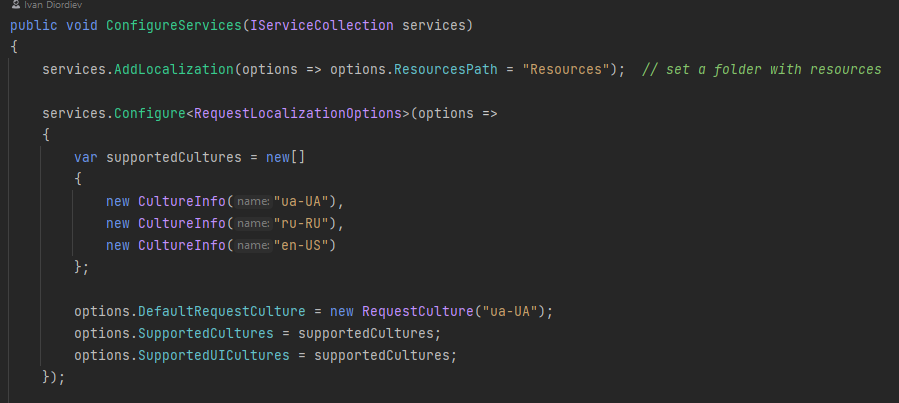 Ivan Diordiev
public void ConfigureServices(IServiceCollection services)
{
services.AddLocalization(options => options.ResourcesPath = "Resources");  // set a folder with resources
services.Configure<RequestLocalizationOptions>(options =>
{
var supportedCultures = new[]
{
new CultureInfo(name:"ua-UA"),
new CultureInfo(name:"ru-RU"),
new CultureInfo(name:"en-US")
};
options.DefaultRequestCulture = new RequestCulture("ua-UA");
options.SupportedCultures = supportedCultures;
options.SupportedUICultures = supportedCultures;
});